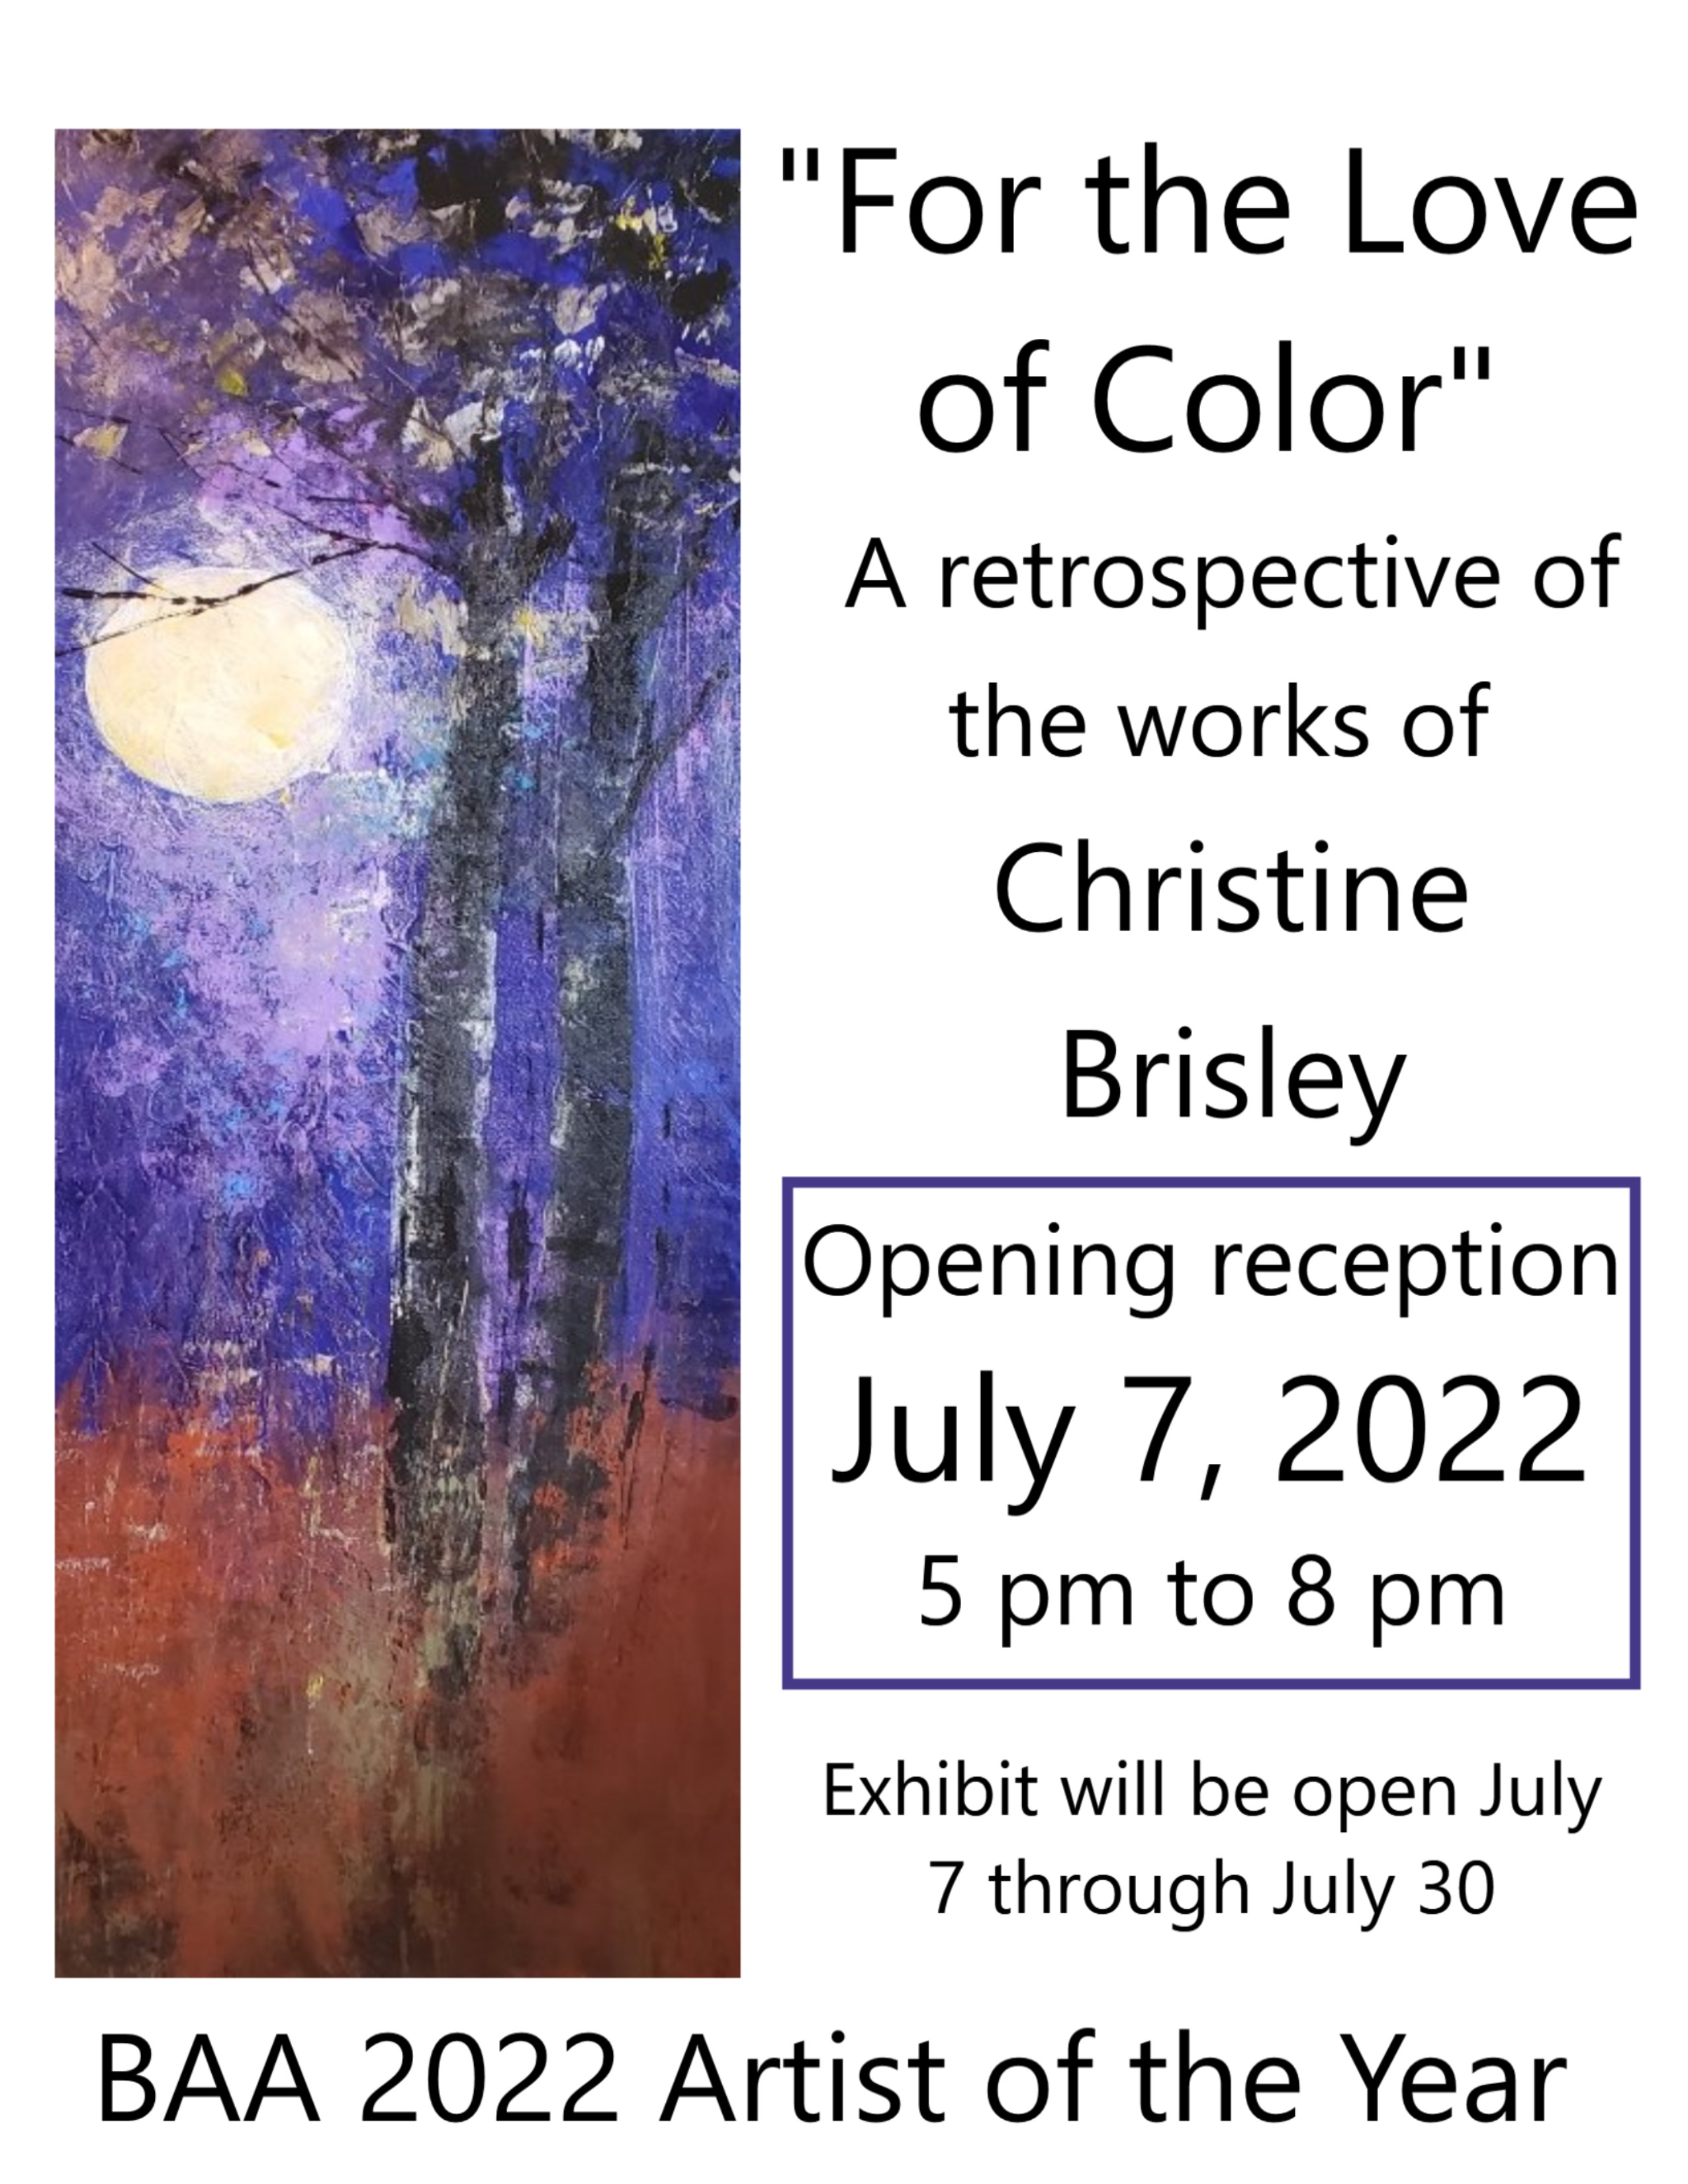 "For the Love
of Color"
A retrospective of
the works of
Christine
Brisley
Opening reception
July 7, 2022
5 pm to 8 pm
Exhibit will be open July
7 through July 30
BAA 2022 Artist of the Year